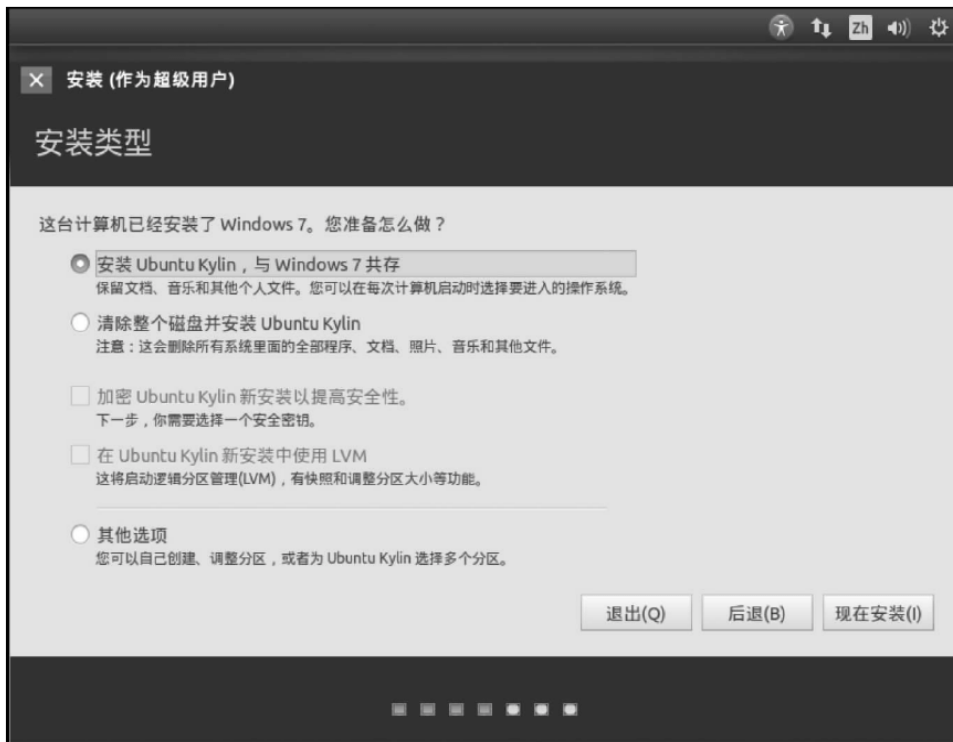 Zh
安装 (作为超级用户)
安装类型
这台计算机已经安装了 Windows 7。您准备怎么做？
安装 Ubuntu Kylin，与 Windows 7 共存
保留文档、音乐和其他个人文件。您可以在每次计算机启动时选择要进入的操作系统。
清除整个磁盘并安装 Ubuntu Kylin
注意：这会删除所有系统里面的全部程序、文档、照片、音乐和其他文件。
加密 Ubuntu Kylin 新安装以提高安全性。
下一步，你需要选择一个安全密钥。
在 Ubuntu Kylin 新安装中使用 LVM
这将启动逻辑分区管理(LVM)，有快照和调整分区大小等功能。
其他选项
您可以自己创建、调整分区，或者为 Ubuntu Kylin 选择多个分区。
退出(Q) 后退(B) 现在安装(I)